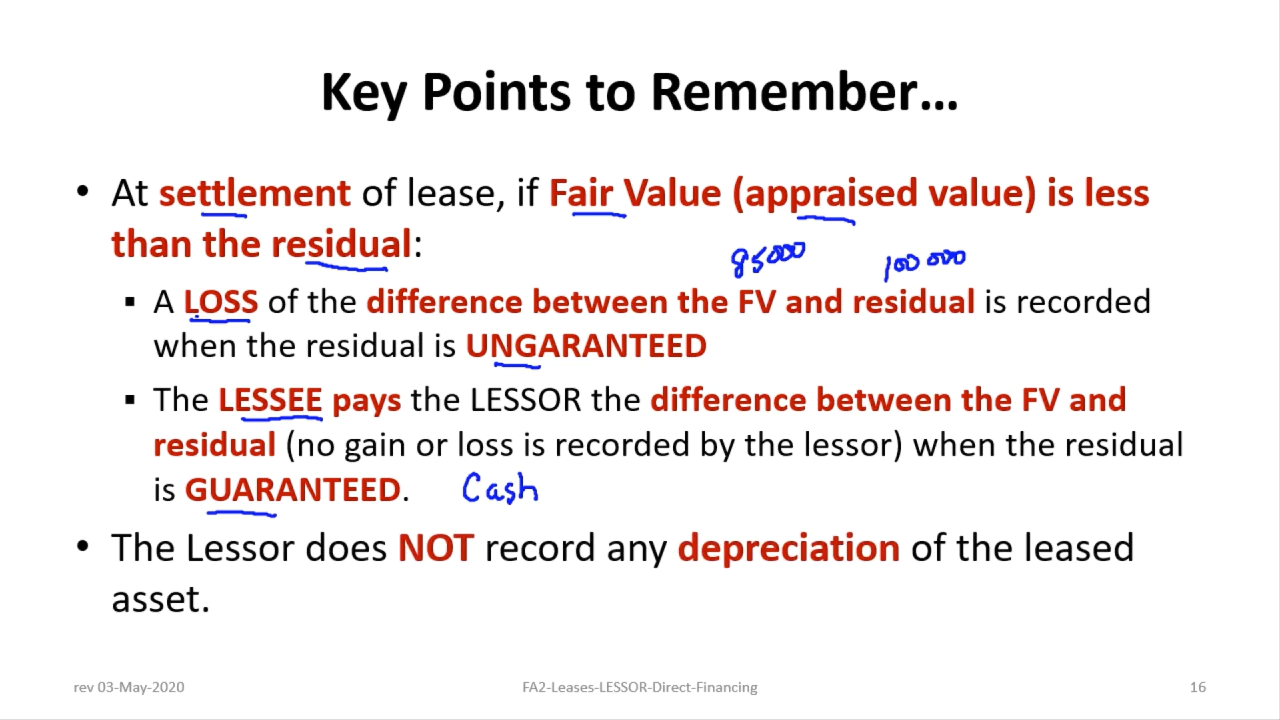 Key Points to Remember...
• At settlement of lease, if Fair Value (appraised value) is less
than the residual:
85000 100000
▪ A LOSS of the difference between the FV and residual is recorded
when the residual is UNGARANTEED
▪ The LESSEE pays the LESSOR the difference between the FV and
residual (no gain or loss is recorded by the lessor) when the residual
is GUARANTEED. Cash
• The Lessor does NOT record any depreciation of the leased
asset.
rev 03-May-2020 FA2-Leases-LESSOR-Direct-Financing 16